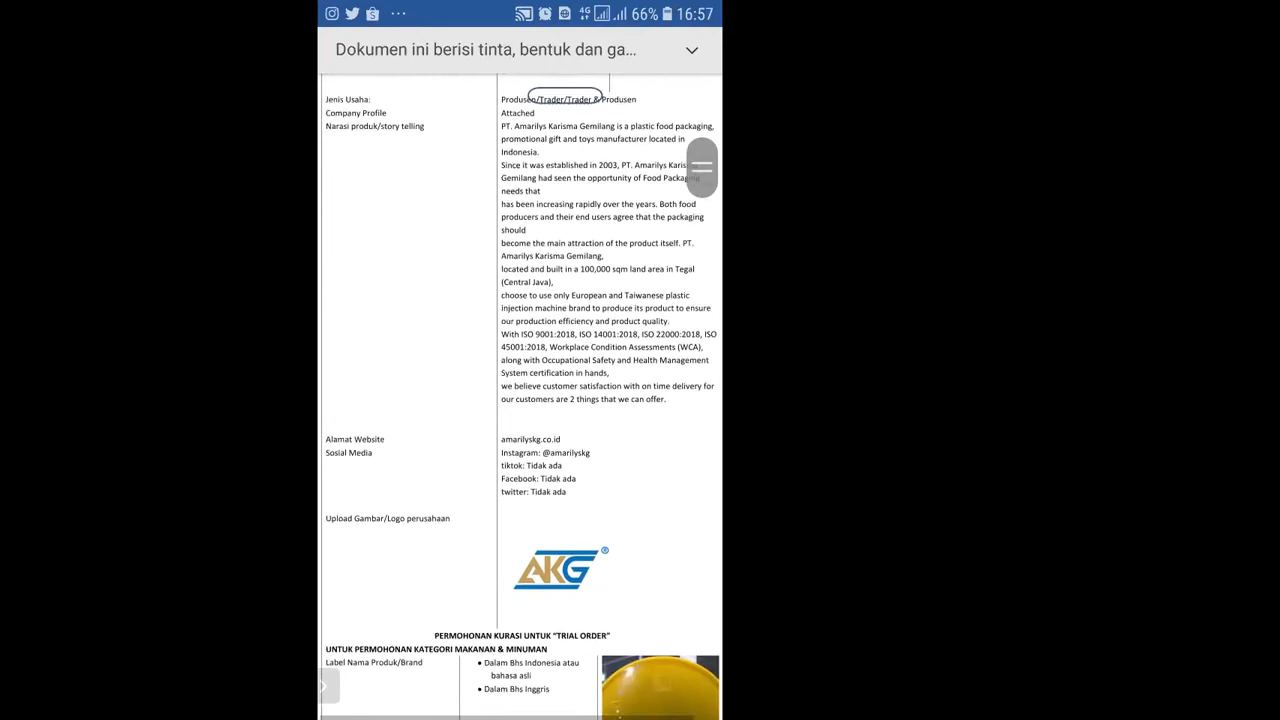 66% 16:57
4G
Dokumen ini berisi tinta, bentuk dan ga...
Jenis Usaha: Produsen/Trader/Trader & Produsen
Company Profile Attached
Narasi produk/story telling PT. Amarilys Karisma Gemilang is a plastic food packaging,
promotional gift and toys manufacturer located in
Indonesia.
Since it was established in 2003, PT. Amarilys Karisma
Gemilang had seen the opportunity of Food Packaging
needs that
has been increasing rapidly over the years. Both food
producers and their end users agree that the packaging
should
become the main attraction of the product itself. PT.
Amarilys Karisma Gemilang,
located and built in a 100,000 sqm land area in Tegal
(Central Java),
choose to use only European and Taiwanese plastic
injection machine brand to produce its product to ensure
our production efficiency and product quality.
With ISO 9001:2018, ISO 14001:2018, ISO 22000:2018, ISO
45001:2018, Workplace Condition Assessments (WCA),
along with Occupational Safety and Health Management
System certification in hands,
we believe customer satisfaction with on time delivery for
our customers are 2 things that we can offer.
Alamat Website amarilyskg.co.id
Sosial Media Instagram: @amarilyskg
tiktok: Tidak ada
Facebook: Tidak ada
twitter: Tidak ada
Upload Gambar/Logo perusahaan
AKG®
PERMOHONAN KURASI UNTUK "TRIAL ORDER"
UNTUK PERMOHONAN KATEGORI MAKANAN & MINUMAN
Label Nama Produk/Brand • Dalam Bhs Indonesia atau
bahasa asli
• Dalam Bhs Inggris